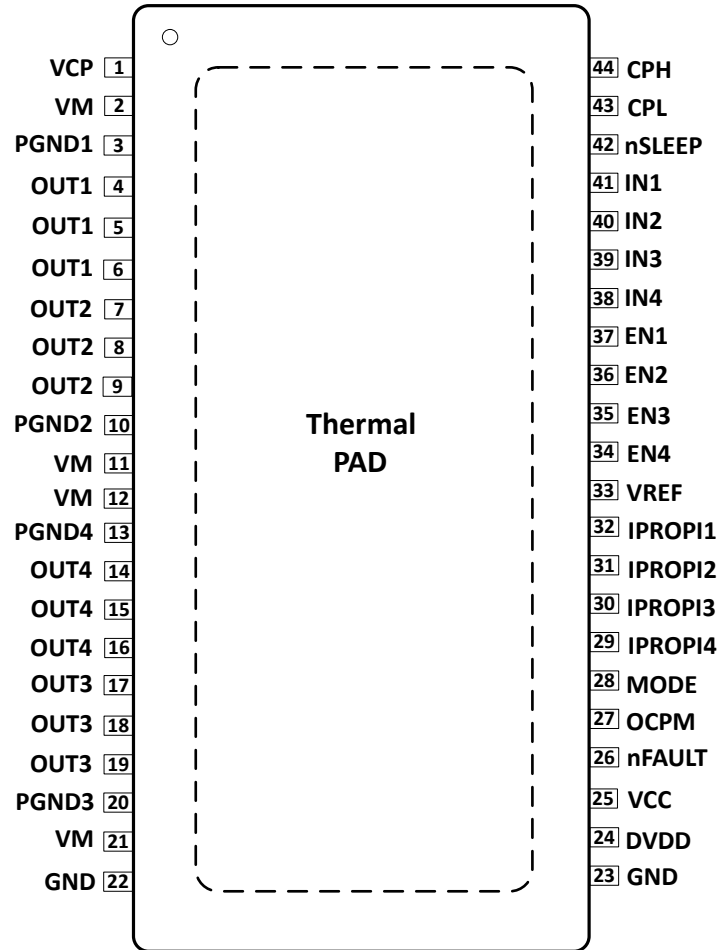 VCP 1
VM 2
PGND1 3
OUT1 4
OUT1 5
OUT1 6
OUT2 7
OUT2 8
OUT2 9
PGND2 10
VM 11
VM 12
PGND4 13
OUT4 14
OUT4 15
OUT4 16
OUT3 17
OUT3 18
OUT3 19
PGND3 20
VM 21
GND 22
Thermal
PAD
44 CPH
43 CPL
42 nSLEEP
41 IN1
40 IN2
39 IN3
38 IN4
37 EN1
36 EN2
35 EN3
34 EN4
33 VREF
32 IPROPI1
31 IPROPI2
30 IPROPI3
29 IPROPI4
28 MODE
27 OCPM
26 nFAULT
25 VCC
24 DVDD
23 GND